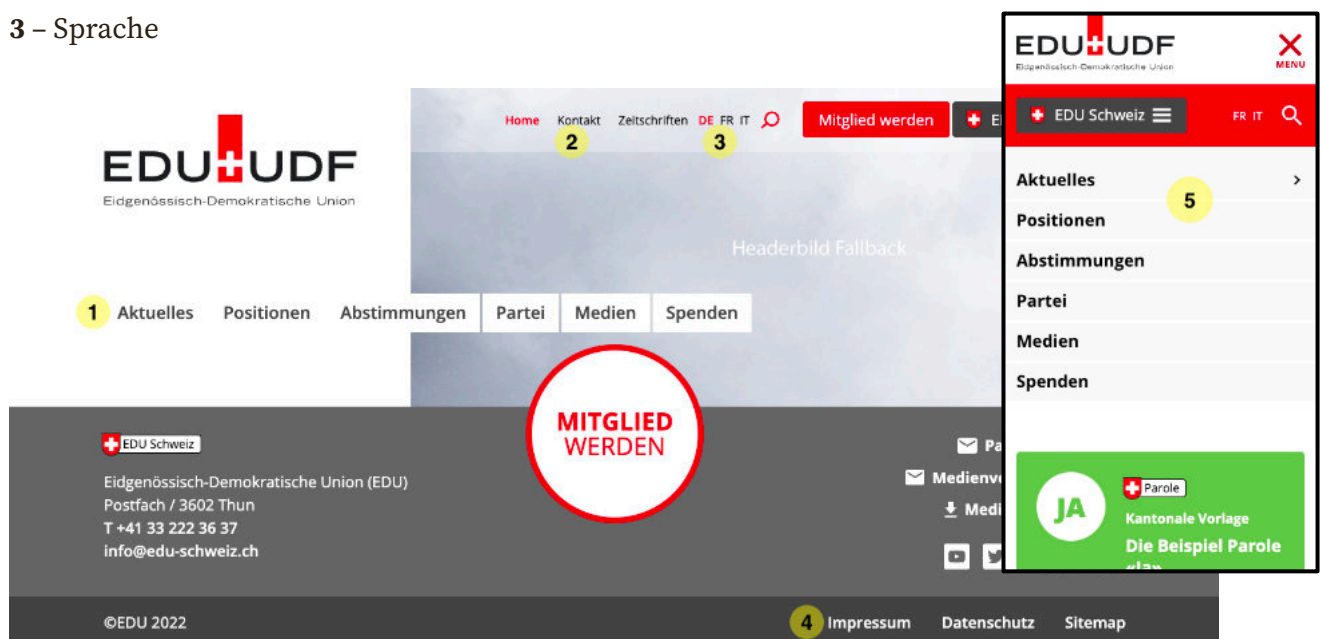 3 – Sprache
EDU UDF
Eidgenössisch-Demokratische Union
Home Kontakt Zeitschriften DE FR IT Mitglied werden
2 3
Headerbild Fallback
1 Aktuelles Positionen Abstimmungen Partei Medien Spenden
MITGLIED
WERDEN
EDU Schweiz
Eidgenössisch-Demokratische Union (EDU)
Postfach / 3602 Thun
T +41 33 222 36 37
info@edu-schweiz.ch
©EDU 2022
4 Impressum Datenschutz Sitemap
EDU UDF
Eidgenössisch-Demokratische Union
MENU
EDU Schweiz FR IT
Aktuelles
5
Positionen
Abstimmungen
Partei
Medien
Spenden
JA
Parole
Kantonale Vorlage
Die Beispiel Parole